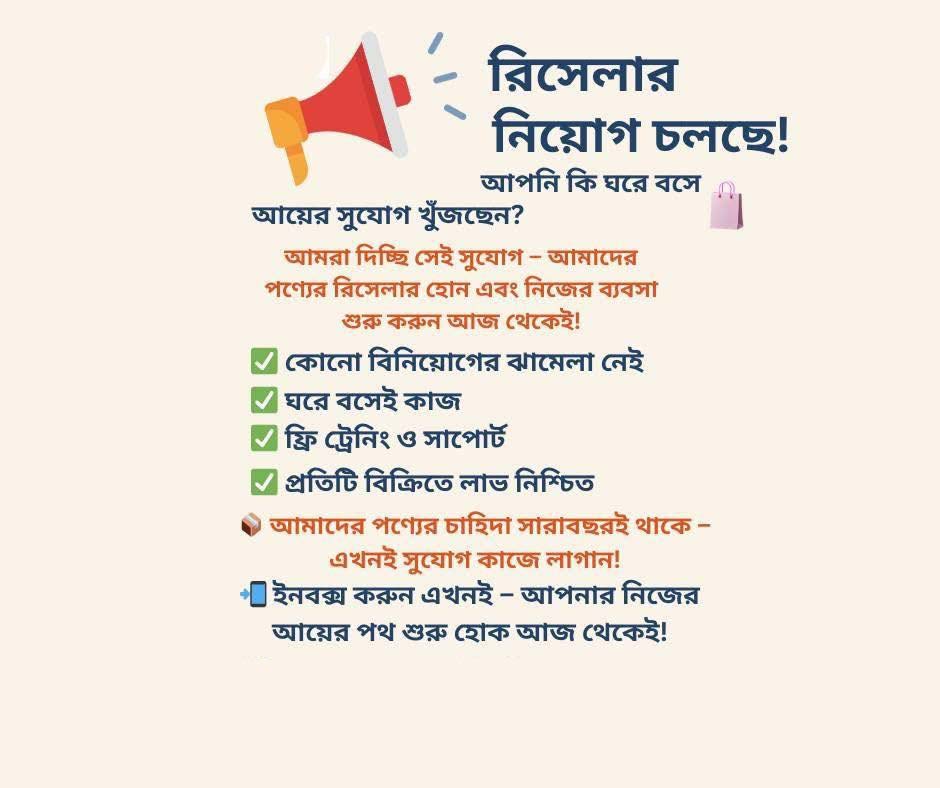 রিসেলার
নিয়োগ চলছে!
আপনি কি ঘরে বসে
আয়ের সুযোগ খুঁজছেন?
আমরা দিচ্ছি সেই সুযোগ – আমাদের
পণ্যের রিসেলার হোন এবং নিজের ব্যবসা
শুরু করুন আজ থেকেই!
✅ কোনো বিনিয়োগের ঝামেলা নেই
✅ ঘরে বসেই কাজ
✅ ফ্রি ট্রেনিং ও সাপোর্ট
✅ প্রতিটি বিক্রিতে লাভ নিশ্চিত
📦 আমাদের পণ্যের চাহিদা সারাবছরই থাকে –
এখনই সুযোগ কাজে লাগান!
📲 ইনবক্স করুন এখনই – আপনার নিজের
আয়ের পথ শুরু হোক আজ থেকেই!